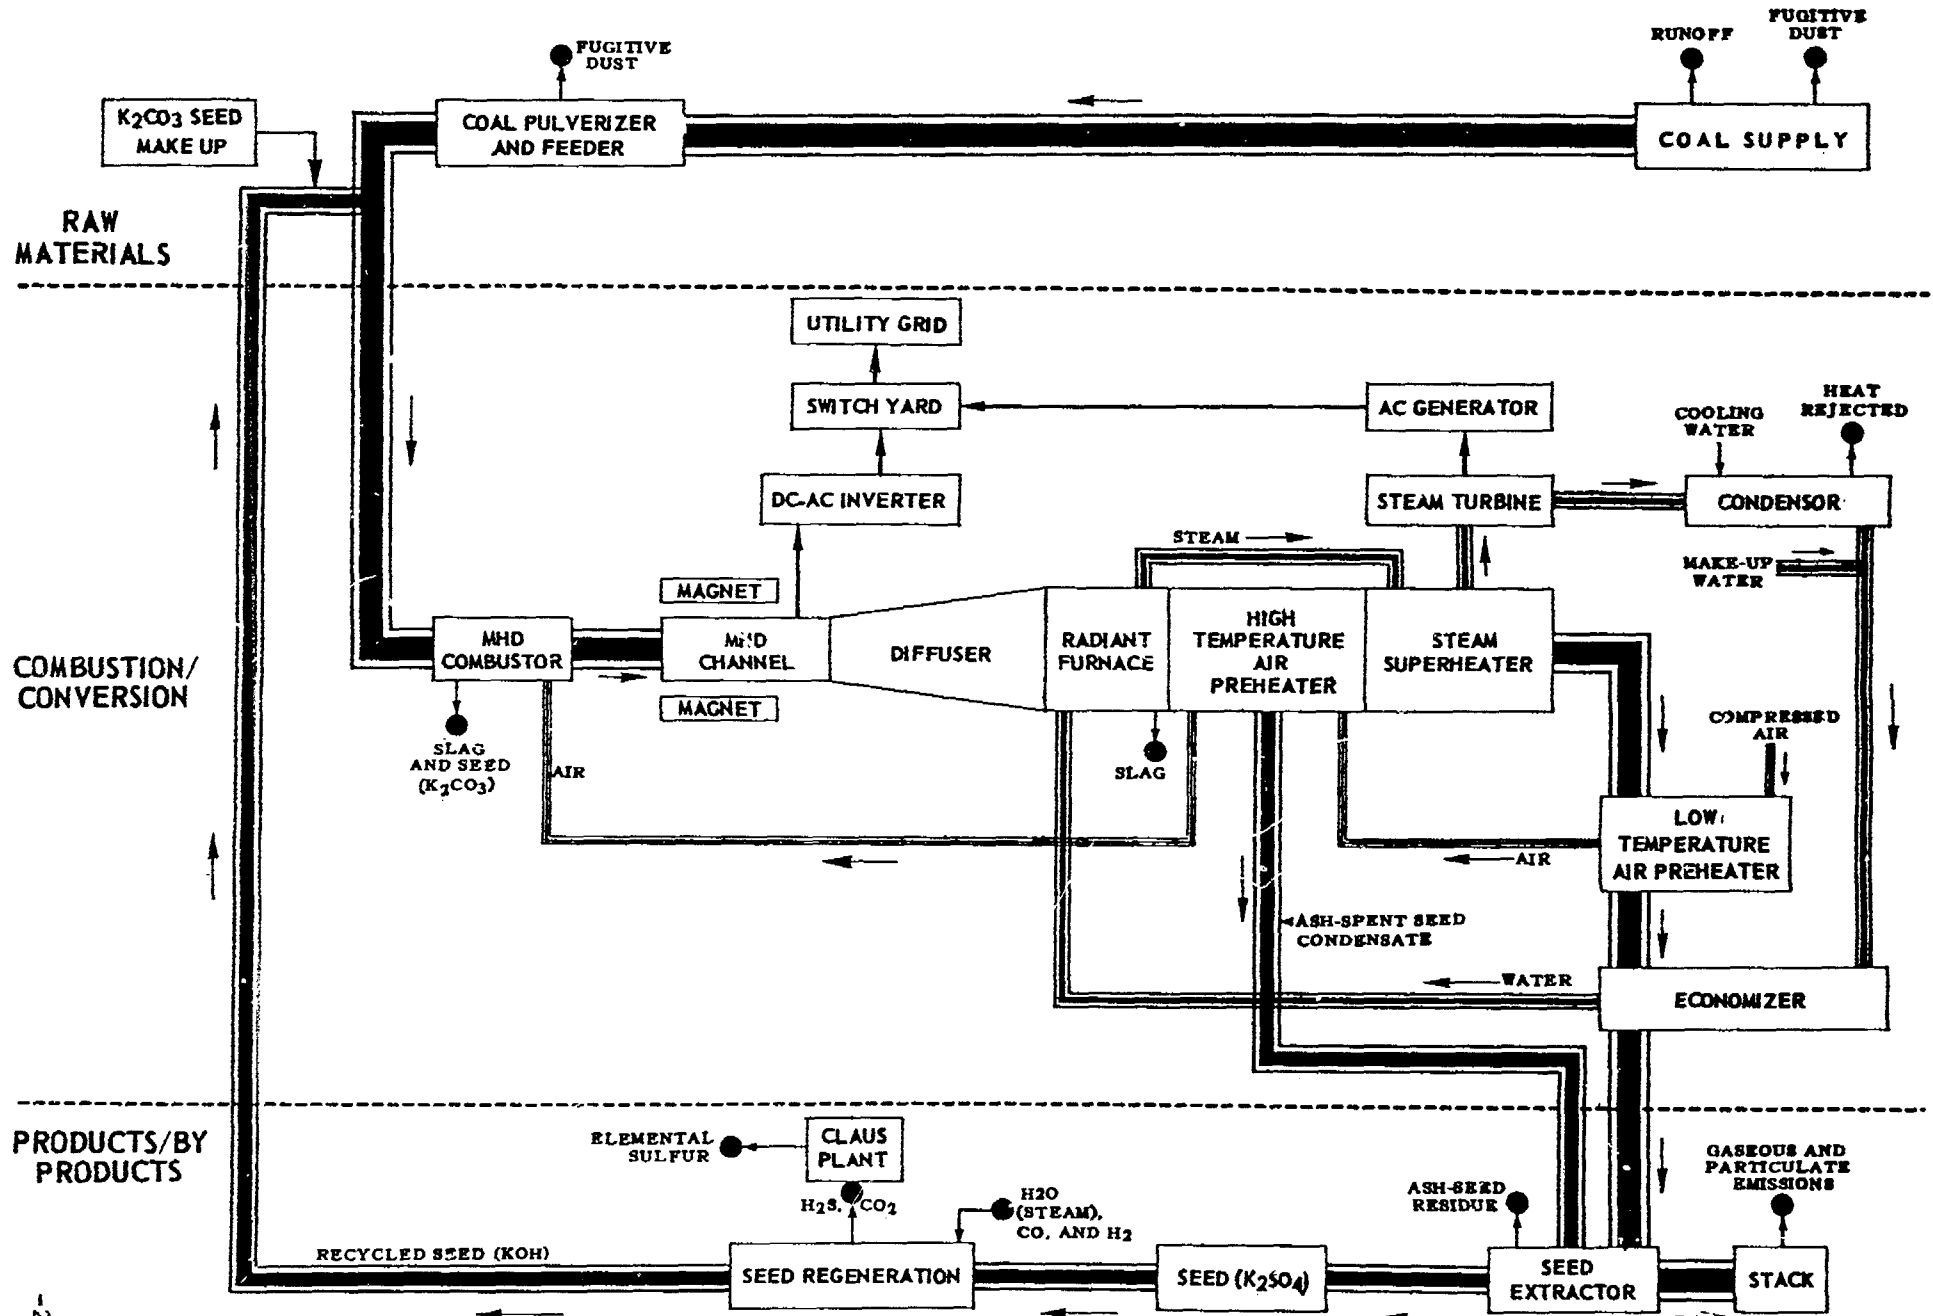 FUGITIVE
DUST
RUNOFF
FUGITIVE
DUST
K2CO3 SEED
MAKE UP
COAL PULVERIZER
AND FEEDER
COAL SUPPLY
RAW
MATERIALS
UTILITY GRID
SWITCH YARD
AC GENERATOR
COOLING
WATER
HEAT
REJECTED
DC-AC INVERTER
STEAM TURBINE
CONDENSOR
STEAM
MAKE-UP
WATER
MAGNET
MHD
COMBUSTOR
MHD
CHANNEL
DIFFUSER
RADIANT
FURNACE
HIGH
TEMPERATURE
AIR
PREHEATER
STEAM
SUPERHEATER
COMBUSTION/
CONVERSION
MAGNET
SLAG
AND SEED
(K2CO3)
AIR
SLAG
COMPRESSED
AIR
LOW
TEMPERATURE
AIR PREHEATER
AIR
ASH-SPENT SEED
CONDENSATE
WATER
ECONOMIZER
PRODUCTS/BY
PRODUCTS
ELEMENTAL
SULFUR
CLAUS
PLANT
H2S, CO2
H2O
(STEAM),
CO, AND H2
ASH-SEED
RESIDUE
GASEOUS AND
PARTICULATE
EMISSIONS
RECYCLED SEED (KOH)
SEED REGENERATION
SEED (K2SO4)
SEED
EXTRACTOR
STACK